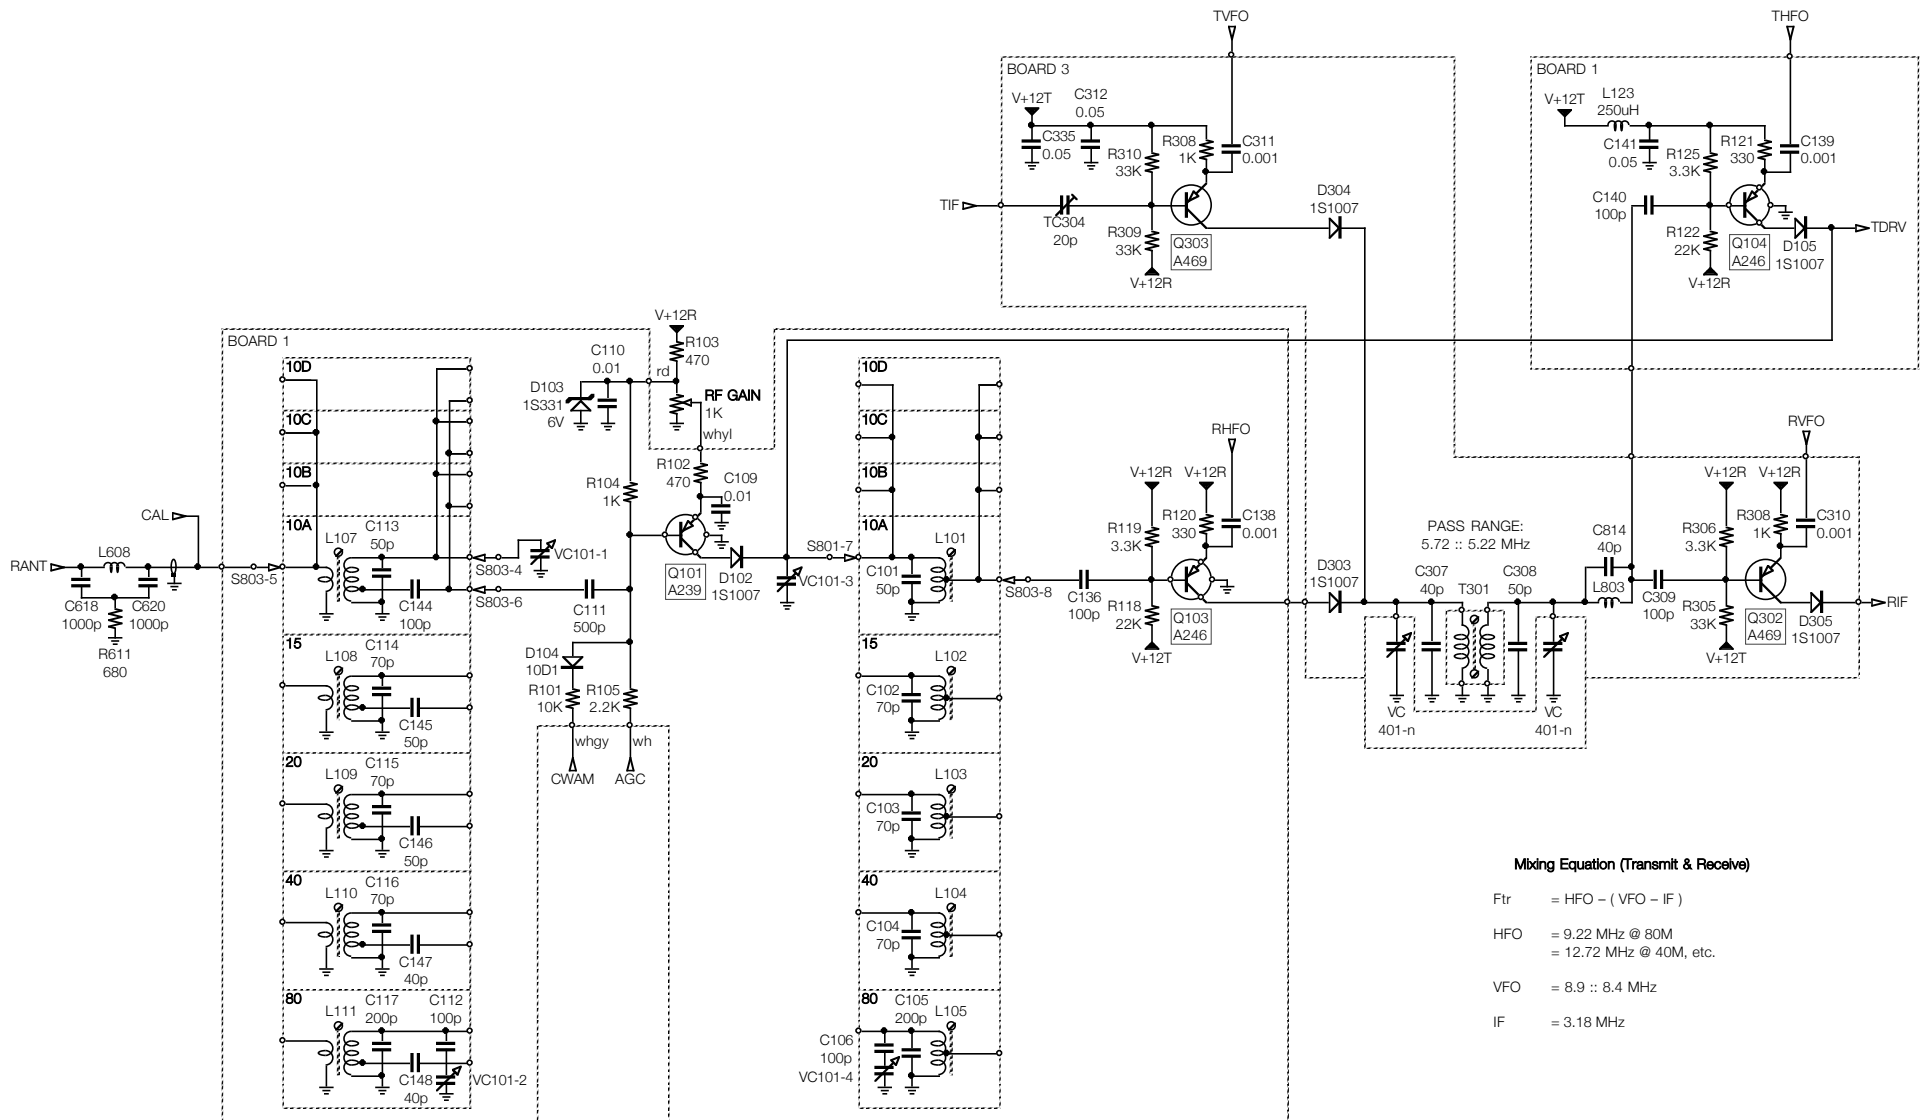 TVFO
THFO
BOARD 3
BOARD 1
V+12T
C312
0.05
C335
0.05
R310
33K
R308
1K
C311
0.001
TIF
TC304
20p
R309
33K
V+12R
Q303
A469
D304
1S1007
V+12T
L123
250uH
C141
0.05
R125
3.3K
R121
330
C139
0.001
C140
100p
R122
22K
V+12R
Q104
A246
D105
1S1007
TDRV
BOARD 1
V+12R
R103
470
rd
C110
0.01
D103
1S331
6V
RF GAIN
1K
whyl
R102
470
C109
0.01
R104
1K
Q101
A239
D102
1S1007
VC101-3
S801-7
CAL
RANT
L608
C618
1000p
C620
1000p
R611
680
S803-5
10D
10C
10B
10A
L107
C113
50p
C144
100p
S803-4
VC101-1
S803-6
C111
500p
15
L108
C114
70p
C145
50p
20
L109
C115
70p
C146
50p
40
L110
C116
70p
C147
40p
80
L111
C117
200p
C112
100p
C148
40p
VC101-2
D104
10D1
R101
10K
R105
2.2K
whgy
wh
CWAM
AGC
10D
10C
10B
10A
L101
C101
50p
S803-8
15
L102
C102
70p
20
L103
C103
70p
40
L104
C104
70p
80
C105
200p
L105
C106
100p
VC101-4
RHFO
V+12R
V+12R
R119
3.3K
R120
330
C138
0.001
C136
100p
R118
22K
V+12T
Q103
A246
D303
1S1007
PASS RANGE:
5.72 :: 5.22 MHz
C307
40p
T301
C308
50p
VC
401-n
VC
401-n
C814
40p
L803
C309
100p
RVFO
V+12R
V+12R
R306
3.3K
R308
1K
C310
0.001
R305
33K
V+12T
Q302
A469
D305
1S1007
RIF
Mixing Equation (Transmit & Receive)
Ftr = HFO – ( VFO – IF )
HFO = 9.22 MHz @ 80M
= 12.72 MHz @ 40M, etc.
VFO = 8.9 :: 8.4 MHz
IF = 3.18 MHz